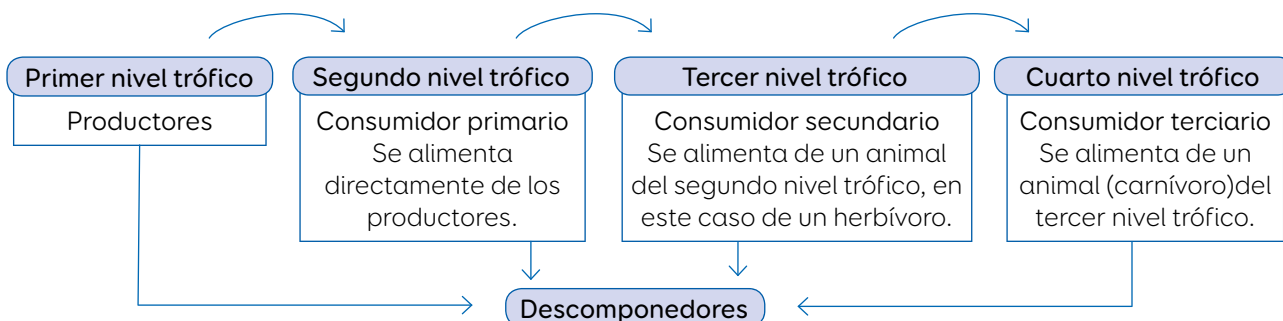 Primer nivel trófico
Productores
Segundo nivel trófico
Consumidor primario
Se alimenta
directamente de los
productores.
Tercer nivel trófico
Consumidor secundario
Se alimenta de un animal
del segundo nivel trófico, en
este caso de un herbívoro.
Cuarto nivel trófico
Consumidor terciario
Se alimenta de un
animal (carnívoro)del
tercer nivel trófico.
Descomponedores